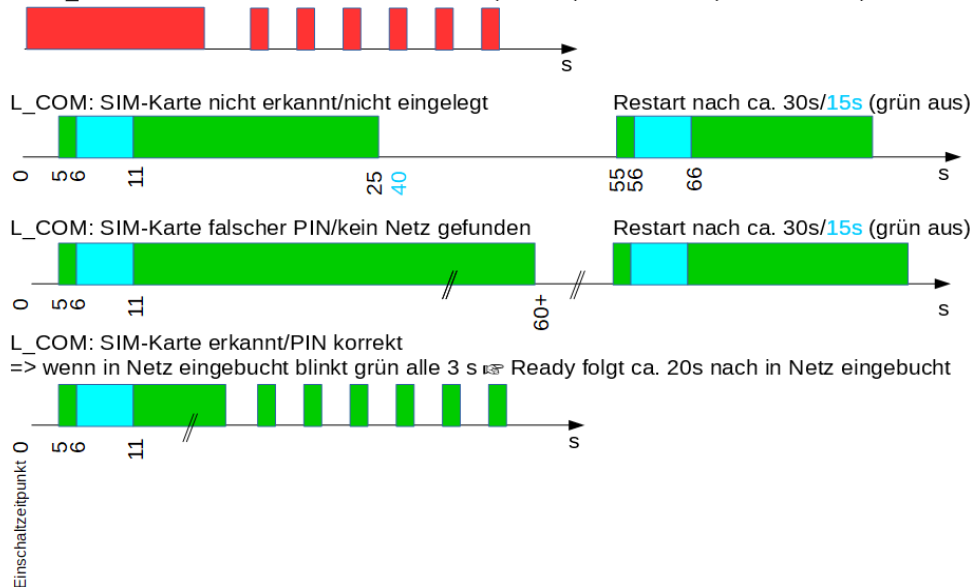 s
L_COM: SIM-Karte nicht erkannt/nicht eingelegt Restart nach ca. 30s/15s (grün aus)
0 5 6 11 25 40 55 56 66 s
L_COM: SIM-Karte falscher PIN/kein Netz gefunden Restart nach ca. 30s/15s (grün aus)
0 5 6 11 60+ s
L_COM: SIM-Karte erkannt/PIN korrekt
=> wenn in Netz eingebucht blinkt grün alle 3 s ☞ Ready folgt ca. 20s nach in Netz eingebucht
0 5 6 11 s
Einschaltzeitpunkt